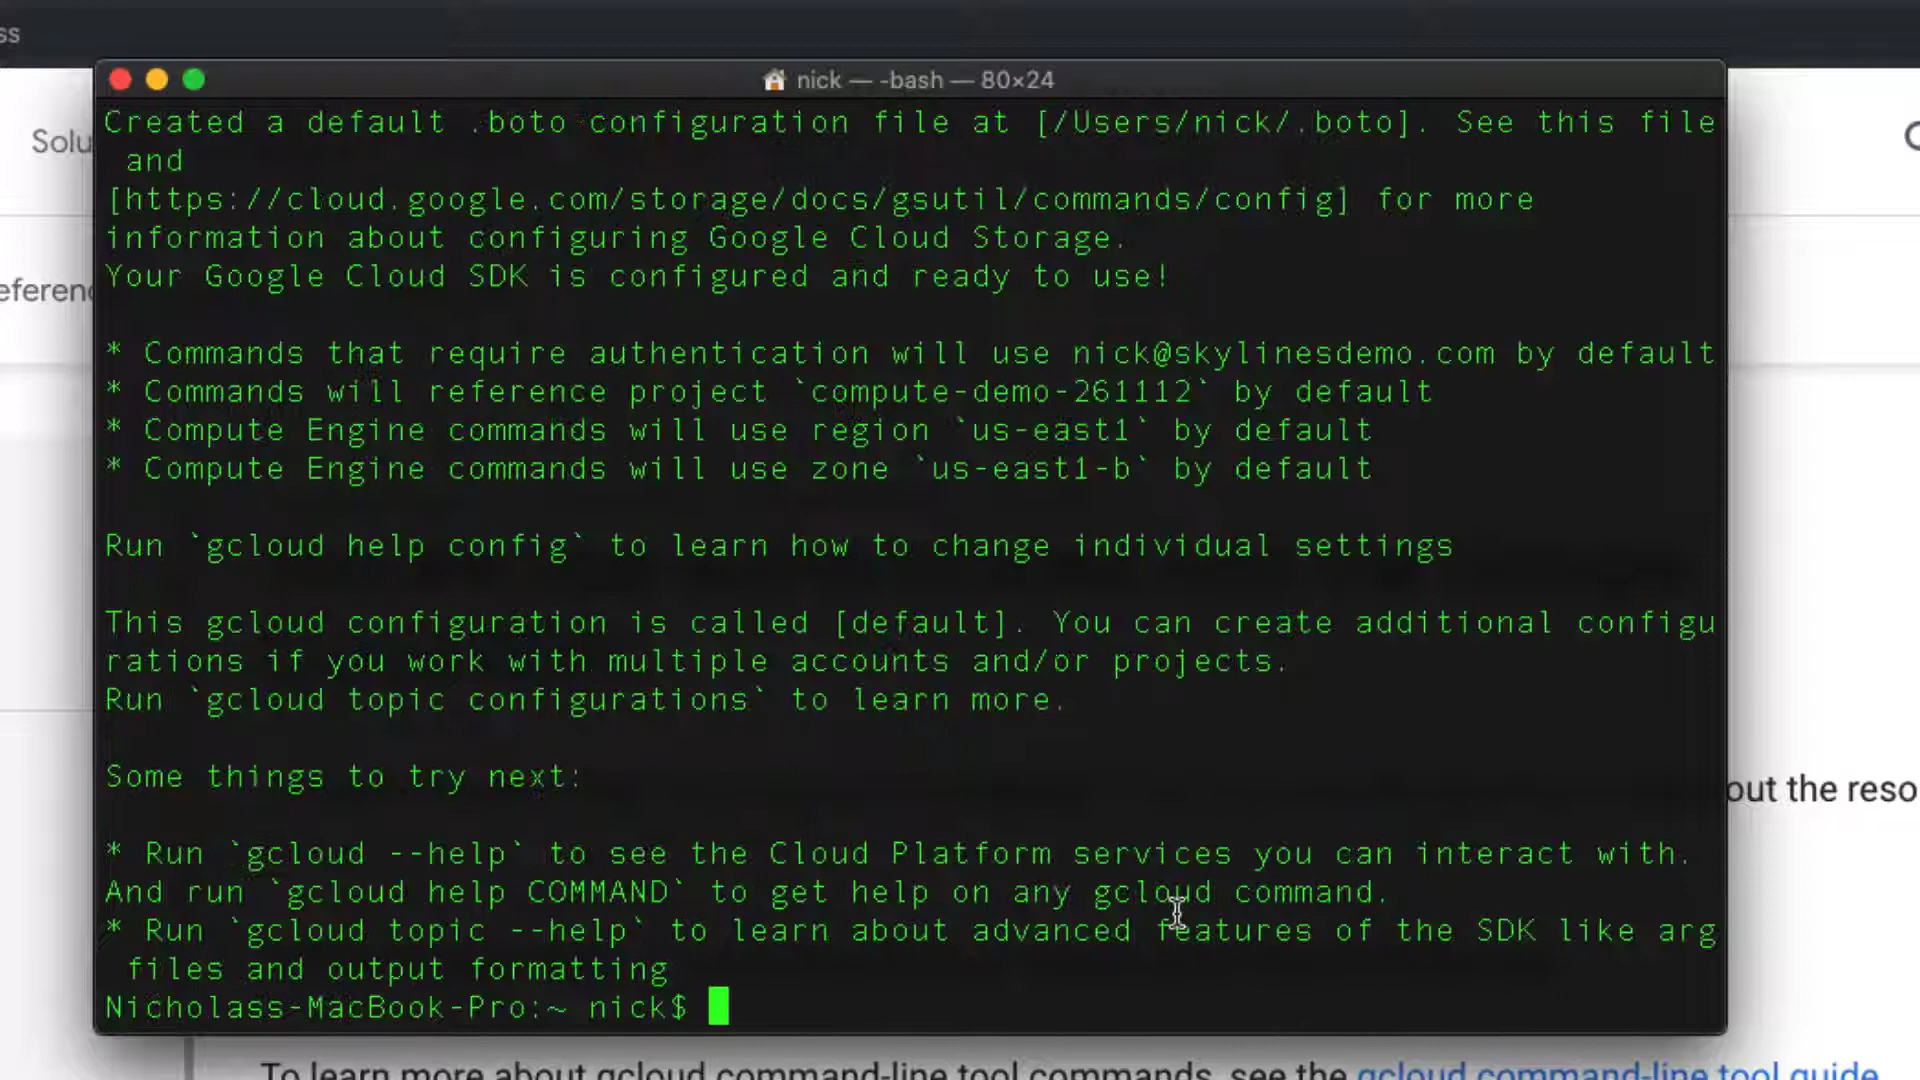 ss
nick — -bash — 80×24
Solu
eferenc
Created a default .boto configuration file at [/Users/nick/.boto]. See this file
and
[https://cloud.google.com/storage/docs/gsutil/commands/config] for more
information about configuring Google Cloud Storage.
Your Google Cloud SDK is configured and ready to use!
* Commands that require authentication will use nick@skylinesdemo.com by default
* Commands will reference project `compute-demo-261112` by default
* Compute Engine commands will use region `us-east1` by default
* Compute Engine commands will use zone `us-east1-b` by default
Run `gcloud help config` to learn how to change individual settings
This gcloud configuration is called [default]. You can create additional configu
rations if you work with multiple accounts and/or projects.
Run `gcloud topic configurations` to learn more.
Some things to try next:
* Run `gcloud --help` to see the Cloud Platform services you can interact with.
And run `gcloud help COMMAND` to get help on any gcloud command.
* Run `gcloud topic --help` to learn about advanced features of the SDK like arg
files and output formatting
Nicholass-MacBook-Pro:~ nick$
out the reso
To learn more about gcloud command-line tool commands, see the gcloud command-line tool guide